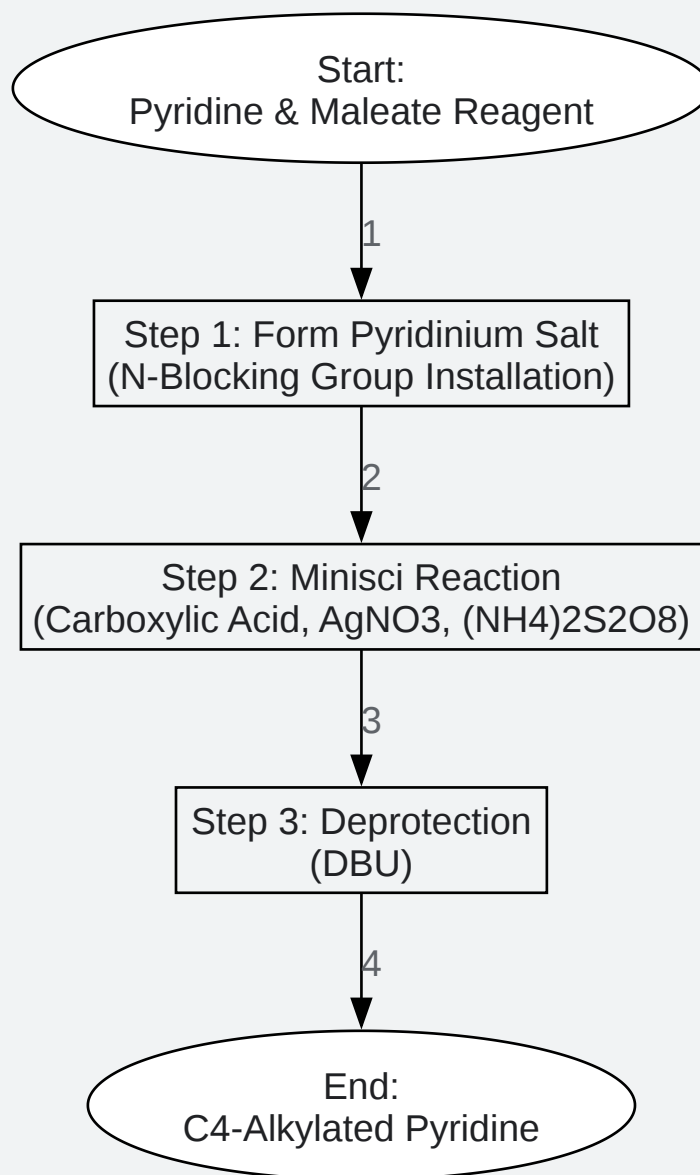 Start:
Pyridine & Maleate Reagent
1
Step 1: Form Pyridinium Salt
(N-Blocking Group Installation)
2
Step 2: Minisci Reaction
(Carboxylic Acid, AgNO3, (NH4)2S2O8)
3
Step 3: Deprotection
(DBU)
4
End:
C4-Alkylated Pyridine